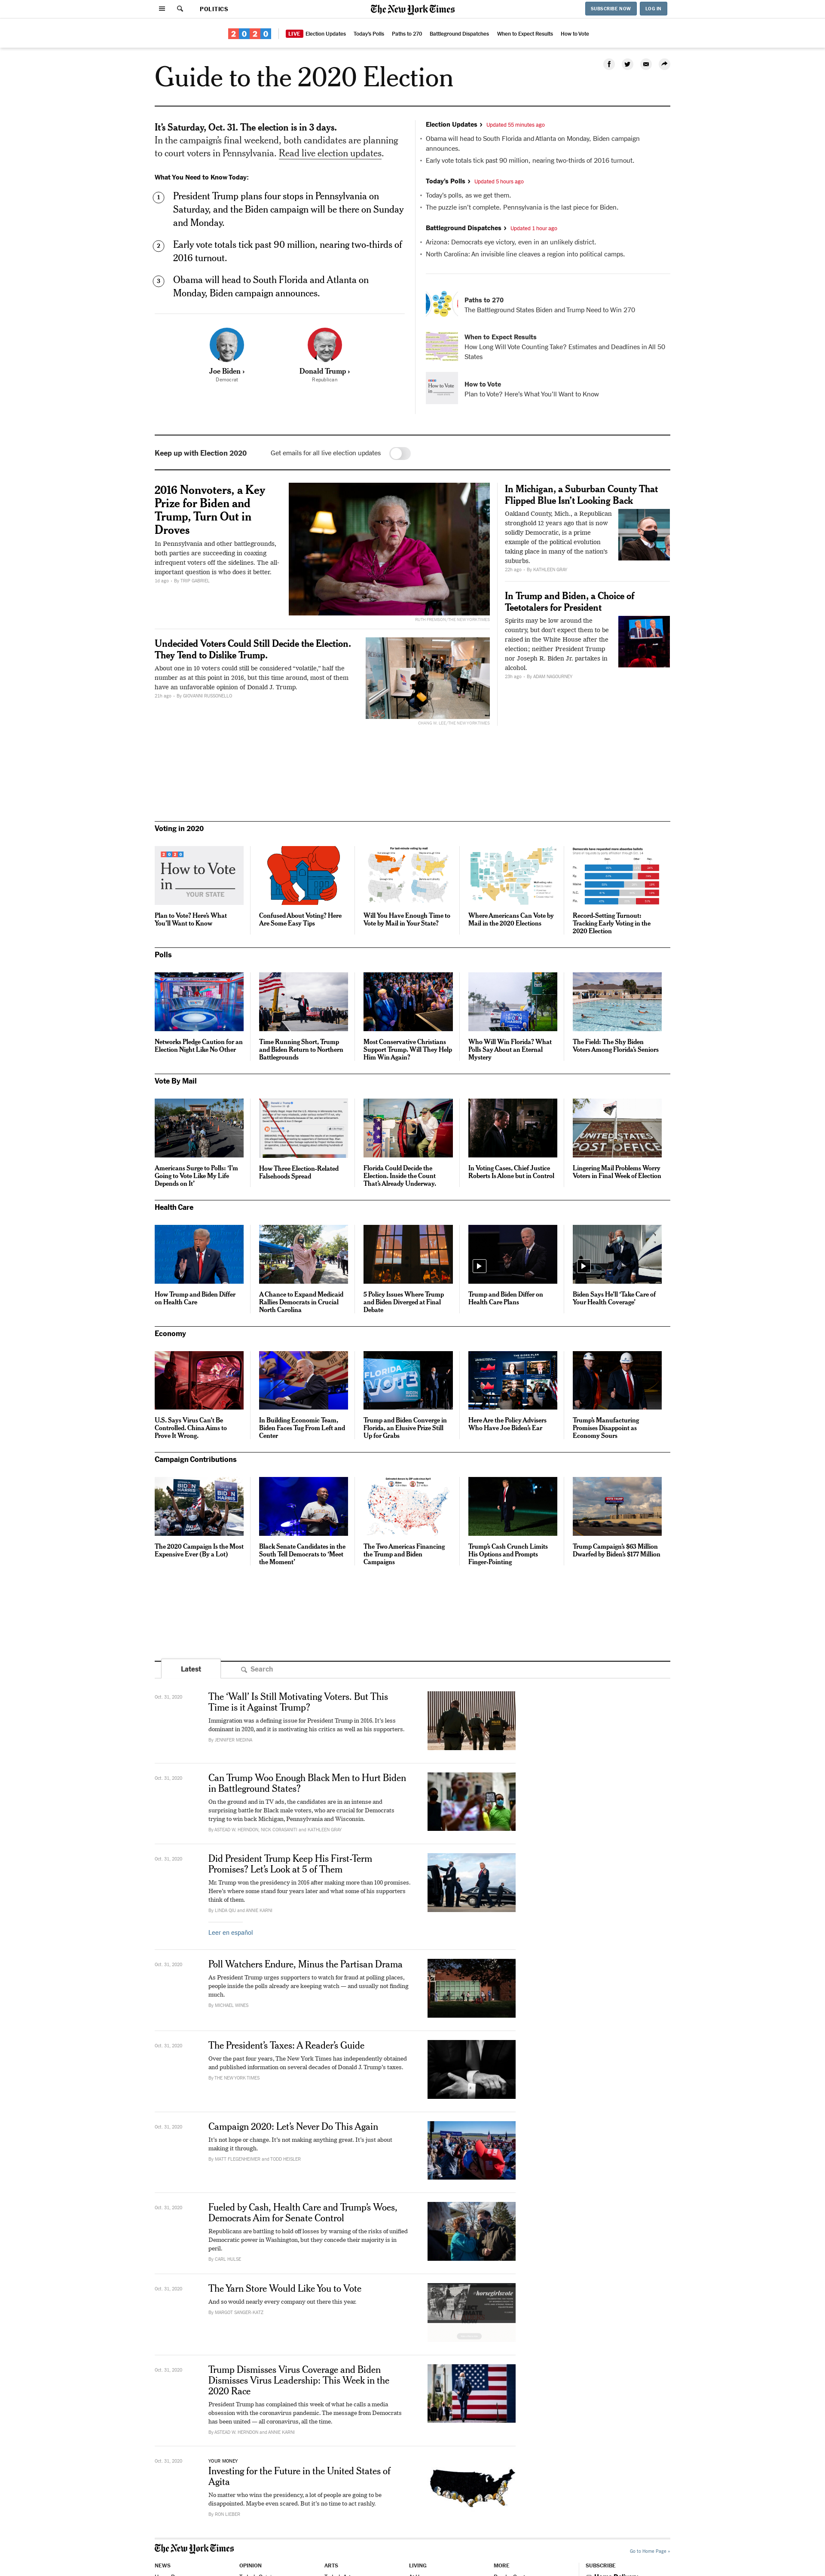 POLITICS
The New York Times
SUBSCRIBE NOW
LOG IN
2020
LIVE Election Updates
Today's Polls
Paths to 270
Battleground Dispatches
When to Expect Results
How to Vote
Guide to the 2020 Election
It's Saturday, Oct. 31. The election is in 3 days.
In the campaign's final weekend, both candidates are planning
to court voters in Pennsylvania. Read live election updates.
What You Need to Know Today:
1 President Trump plans four stops in Pennsylvania on
Saturday, and the Biden campaign will be there on Sunday
and Monday.
2 Early vote totals tick past 90 million, nearing two-thirds of
2016 turnout.
3 Obama will head to South Florida and Atlanta on
Monday, Biden campaign announces.
Joe Biden ›
Democrat
Donald Trump ›
Republican
Election Updates › Updated 55 minutes ago
• Obama will head to South Florida and Atlanta on Monday, Biden campaign
announces.
• Early vote totals tick past 90 million, nearing two-thirds of 2016 turnout.
Today's Polls › Updated 5 hours ago
• Today's polls, as we get them.
• The puzzle isn't complete. Pennsylvania is the last piece for Biden.
Battleground Dispatches › Updated 1 hour ago
• Arizona: Democrats eye victory, even in an unlikely district.
• North Carolina: An invisible line cleaves a region into political camps.
Paths to 270
The Battleground States Biden and Trump Need to Win 270
When to Expect Results
How Long Will Vote Counting Take? Estimates and Deadlines in All 50
States
How to Vote
in
How to Vote
Plan to Vote? Here's What You'll Want to Know
Keep up with Election 2020
Get emails for all live election updates
2016 Nonvoters, a Key
Prize for Biden and
Trump, Turn Out in
Droves
In Pennsylvania and other battlegrounds,
both parties are succeeding in coaxing
infrequent voters off the sidelines. The all-
important question is who does it better.
1d ago · By TRIP GABRIEL
RUTH FREMSON/THE NEW YORK TIMES
Undecided Voters Could Still Decide the Election.
They Tend to Dislike Trump.
About one in 10 voters could still be considered “volatile,” half the
number as at this point in 2016, but this time around, most of them
have an unfavorable opinion of Donald J. Trump.
21h ago · By GIOVANNI RUSSONELLO
CHANG W. LEE/THE NEW YORK TIMES
In Michigan, a Suburban County That
Flipped Blue Isn't Looking Back
Oakland County, Mich., a Republican
stronghold 12 years ago that is now
solidly Democratic, is a prime
example of the political evolution
taking place in many of the nation's
suburbs.
22h ago · By KATHLEEN GRAY
In Trump and Biden, a Choice of
Teetotalers for President
Spirits may be low around the
country, but don't expect them to be
raised in the White House after the
election; neither President Trump
nor Joseph R. Biden Jr. partakes in
alcohol.
23h ago · By ADAM NAGOURNEY
Voting in 2020
2020
How to Vote
in
YOUR STATE
Plan to Vote? Here's What
You'll Want to Know
Confused About Voting? Here
Are Some Easy Tips
Will You Have Enough Time to
Vote by Mail in Your State?
Where Americans Can Vote by
Mail in the 2020 Elections
Record-Setting Turnout:
Tracking Early Voting in the
2020 Election
Polls
Networks Pledge Caution for an
Election Night Like No Other
Time Running Short, Trump
and Biden Return to Northern
Battlegrounds
Most Conservative Christians
Support Trump. Will They Help
Him Win Again?
Who Will Win Florida? What
Polls Say About an Eternal
Mystery
The Field: The Shy Biden
Voters Among Florida's Seniors
Vote By Mail
UNITED STATES
POST OFFICE
Americans Surge to Polls: 'I'm
Going to Vote Like My Life
Depends on It'
How Three Election-Related
Falsehoods Spread
Florida Could Decide the
Election. Inside the Count
That's Already Underway.
In Voting Cases, Chief Justice
Roberts Is Alone but in Control
Lingering Mail Problems Worry
Voters in Final Week of Election
Health Care
How Trump and Biden Differ
on Health Care
A Chance to Expand Medicaid
Rallies Democrats in Crucial
North Carolina
5 Policy Issues Where Trump
and Biden Diverged at Final
Debate
Trump and Biden Differ on
Health Care Plans
Biden Says He'll 'Take Care of
Your Health Coverage'
Economy
FLORIDA
VOTE
U.S. Says Virus Can't Be
Controlled. China Aims to
Prove It Wrong.
In Building Economic Team,
Biden Faces Tug From Left and
Center
Trump and Biden Converge in
Florida, an Elusive Prize Still
Up for Grabs
Here Are the Policy Advisers
Who Have Joe Biden's Ear
Trump's Manufacturing
Promises Disappoint as
Economy Sours
Campaign Contributions
BIDEN
HARRIS
The 2020 Campaign Is the Most
Expensive Ever (By a Lot)
Black Senate Candidates in the
South Tell Democrats to 'Meet
the Moment'
The Two Americas Financing
the Trump and Biden
Campaigns
Trump's Cash Crunch Limits
His Options and Prompts
Finger-Pointing
Trump Campaign's $63 Million
Dwarfed by Biden's $177 Million
Latest
Search
Oct. 31, 2020
The 'Wall' Is Still Motivating Voters. But This
Time is it Against Trump?
Immigration was a defining issue for President Trump in 2016. It's less
dominant in 2020, and it is motivating his critics as well as his supporters.
By JENNIFER MEDINA
Oct. 31, 2020
Can Trump Woo Enough Black Men to Hurt Biden
in Battleground States?
On the ground and in TV ads, the candidates are in an intense and
surprising battle for Black male voters, who are crucial for Democrats
trying to win back Michigan, Pennsylvania and Wisconsin.
By ASTEAD W. HERNDON, NICK CORASANITI and KATHLEEN GRAY
Oct. 31, 2020
Did President Trump Keep His First-Term
Promises? Let's Look at 5 of Them
Mr. Trump won the presidency in 2016 after making more than 100 promises.
Here's where some stand four years later and what some of his supporters
think of them.
By LINDA QIU and ANNIE KARNI
Leer en español
Oct. 31, 2020
Poll Watchers Endure, Minus the Partisan Drama
As President Trump urges supporters to watch for fraud at polling places,
people inside the polls already are keeping watch — and usually not finding
much.
By MICHAEL WINES
Oct. 31, 2020
The President's Taxes: A Reader's Guide
Over the past four years, The New York Times has independently obtained
and published information on several decades of Donald J. Trump's taxes.
By THE NEW YORK TIMES
Oct. 31, 2020
Campaign 2020: Let's Never Do This Again
It's not hope or change. It's not making anything great. It's just about
making it through.
By MATT FLEGENHEIMER and TODD HEISLER
Oct. 31, 2020
Fueled by Cash, Health Care and Trump's Woes,
Democrats Aim for Senate Control
Republicans are battling to hold off losses by warning of the risks of unified
Democratic power in Washington, but they concede their majority is in
peril.
By CARL HULSE
Oct. 31, 2020
The Yarn Store Would Like You to Vote
And so would nearly every company out there this year.
By MARGOT SANGER-KATZ
#horsegirlsvote
Oct. 31, 2020
Trump Dismisses Virus Coverage and Biden
Dismisses Virus Leadership: This Week in the
2020 Race
President Trump has complained this week of what he calls a media
obsession with the coronavirus pandemic. The message from Democrats
has been united — all coronavirus, all the time.
By ASTEAD W. HERNDON and ANNIE KARNI
Oct. 31, 2020
YOUR MONEY
Investing for the Future in the United States of
Agita
No matter who wins the presidency, a lot of people are going to be
disappointed. Maybe even scared. But it's no time to act rashly.
By RON LIEBER
The New York Times
Go to Home Page »
NEWS
OPINION
ARTS
LIVING
MORE
SUBSCRIBE